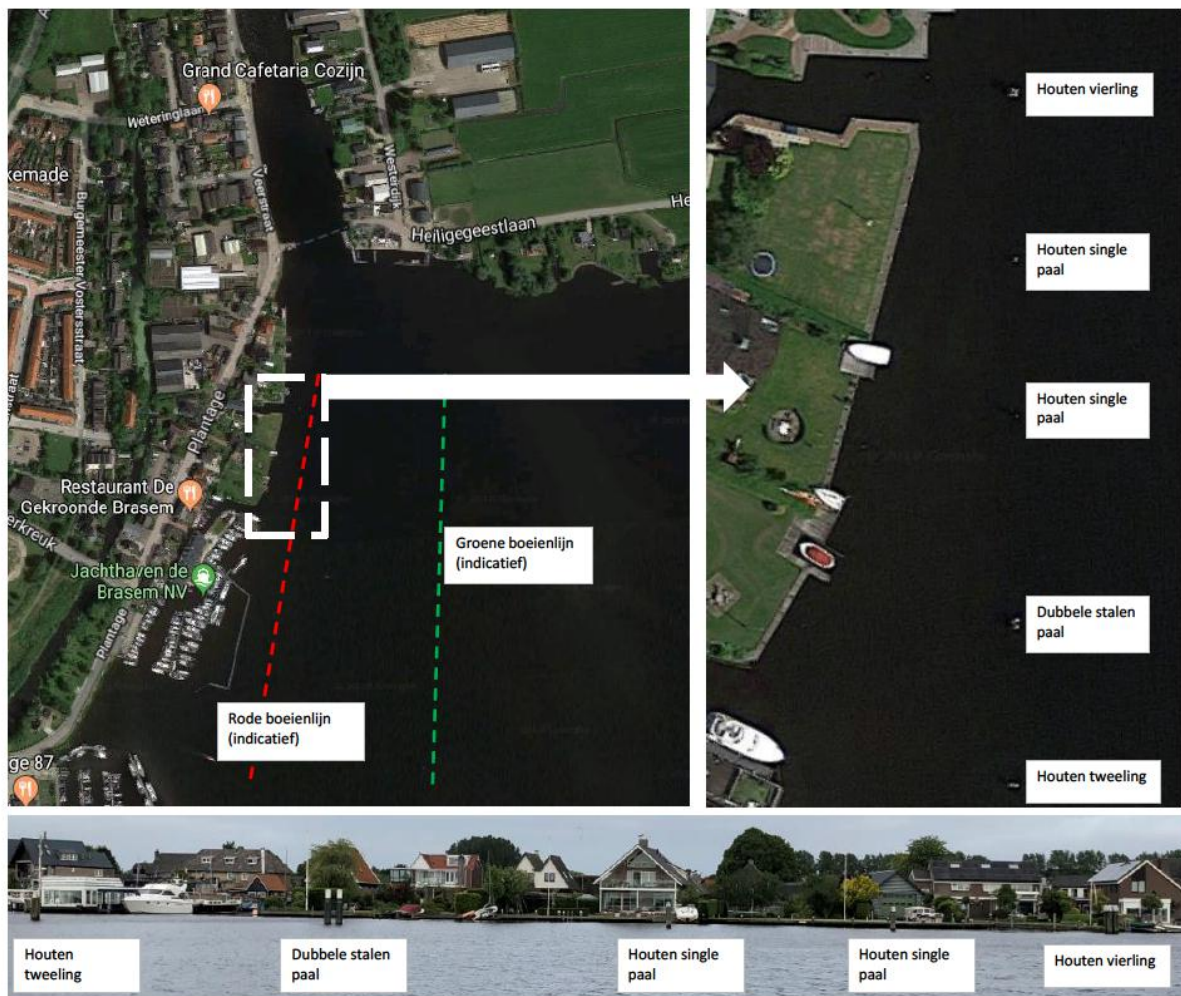 Grand Cafetaria Cozijn
Weteringlaan
kemade
Burgemeester Vostersstraat
Veerstraat
Westerdijk
Heiligegeestlaan
He
Plantage
Restaurant De
Gekroonde Brasem
erkreuk
Jachthaven de
Brasem NV
Plantage
ge 87
Groene boeienlijn
(indicatief)
Rode boeienlijn
(indicatief)
Houten vierling
Houten single
paal
Houten single
paal
Dubbele stalen
paal
Houten tweeling
Houten
tweeling
Dubbele stalen
paal
Houten single
paal
Houten single
paal
Houten vierling